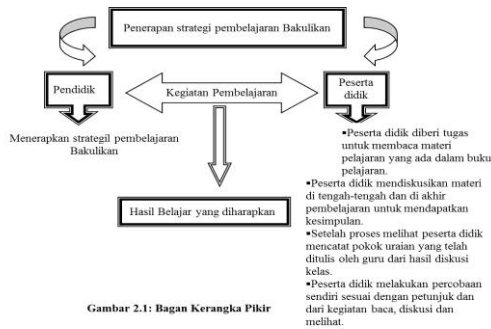 Penerapan strategi pembelajaran Bakulikan
Pendidik
Kegiatan Pembelajaran
Peserta
didik
Menerapkan strategil pembelajaran
Bakulikan
▪Peserta didik diberi tugas
untuk membaca materi
pelajaran yang ada dalam buku
pelajaran.
▪Peserta didik mendiskusikan materi
di tengah-tengah dan di akhir
pembelajaran untuk mendapatkan
kesimpulan.
▪Setelah proses melihat peserta didik
mencatat pokok uraian yang telah
ditulis oleh guru dari hasil diskusi
kelas.
▪Peserta didik melakukan percobaan
sendiri sesuai dengan petunjuk dan
dari kegiatan baca, diskusi dan
melihat.
Hasil Belajar yang diharapkan
Gambar 2.1: Bagan Kerangka Pikir